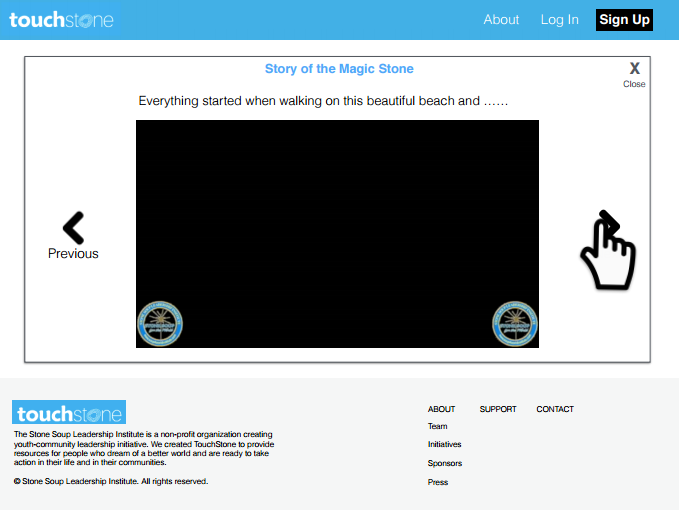 touchstone
About Log In Sign Up
Story of the Magic Stone
X
Close
Everything started when walking on this beautiful beach and ……
Previous
touchstone
The Stone Soup Leadership Institute is a non-profit organization creating
youth-community leadership initiative. We created TouchStone to provide
resources for people who dream of a better world and are ready to take
action in their life and in their communities.
© Stone Soup Leadership Institute. All rights reserved.
ABOUT SUPPORT CONTACT
Team
Initiatives
Sponsors
Press